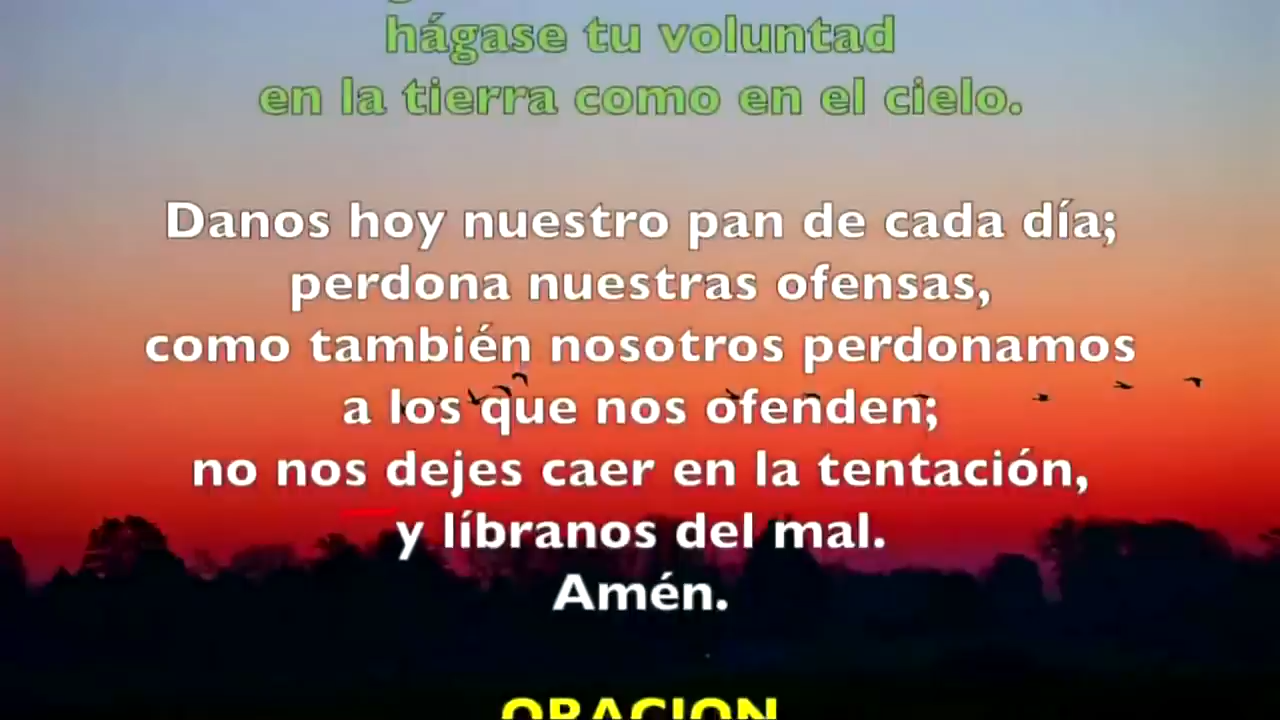 hágase tu voluntad
en la tierra como en el cielo.
Danos hoy nuestro pan de cada día;
perdona nuestras ofensas,
como también nosotros perdonamos
a los que nos ofenden;
no nos dejes caer en la tentación,
y líbranos del mal.
Amén.
ORACION